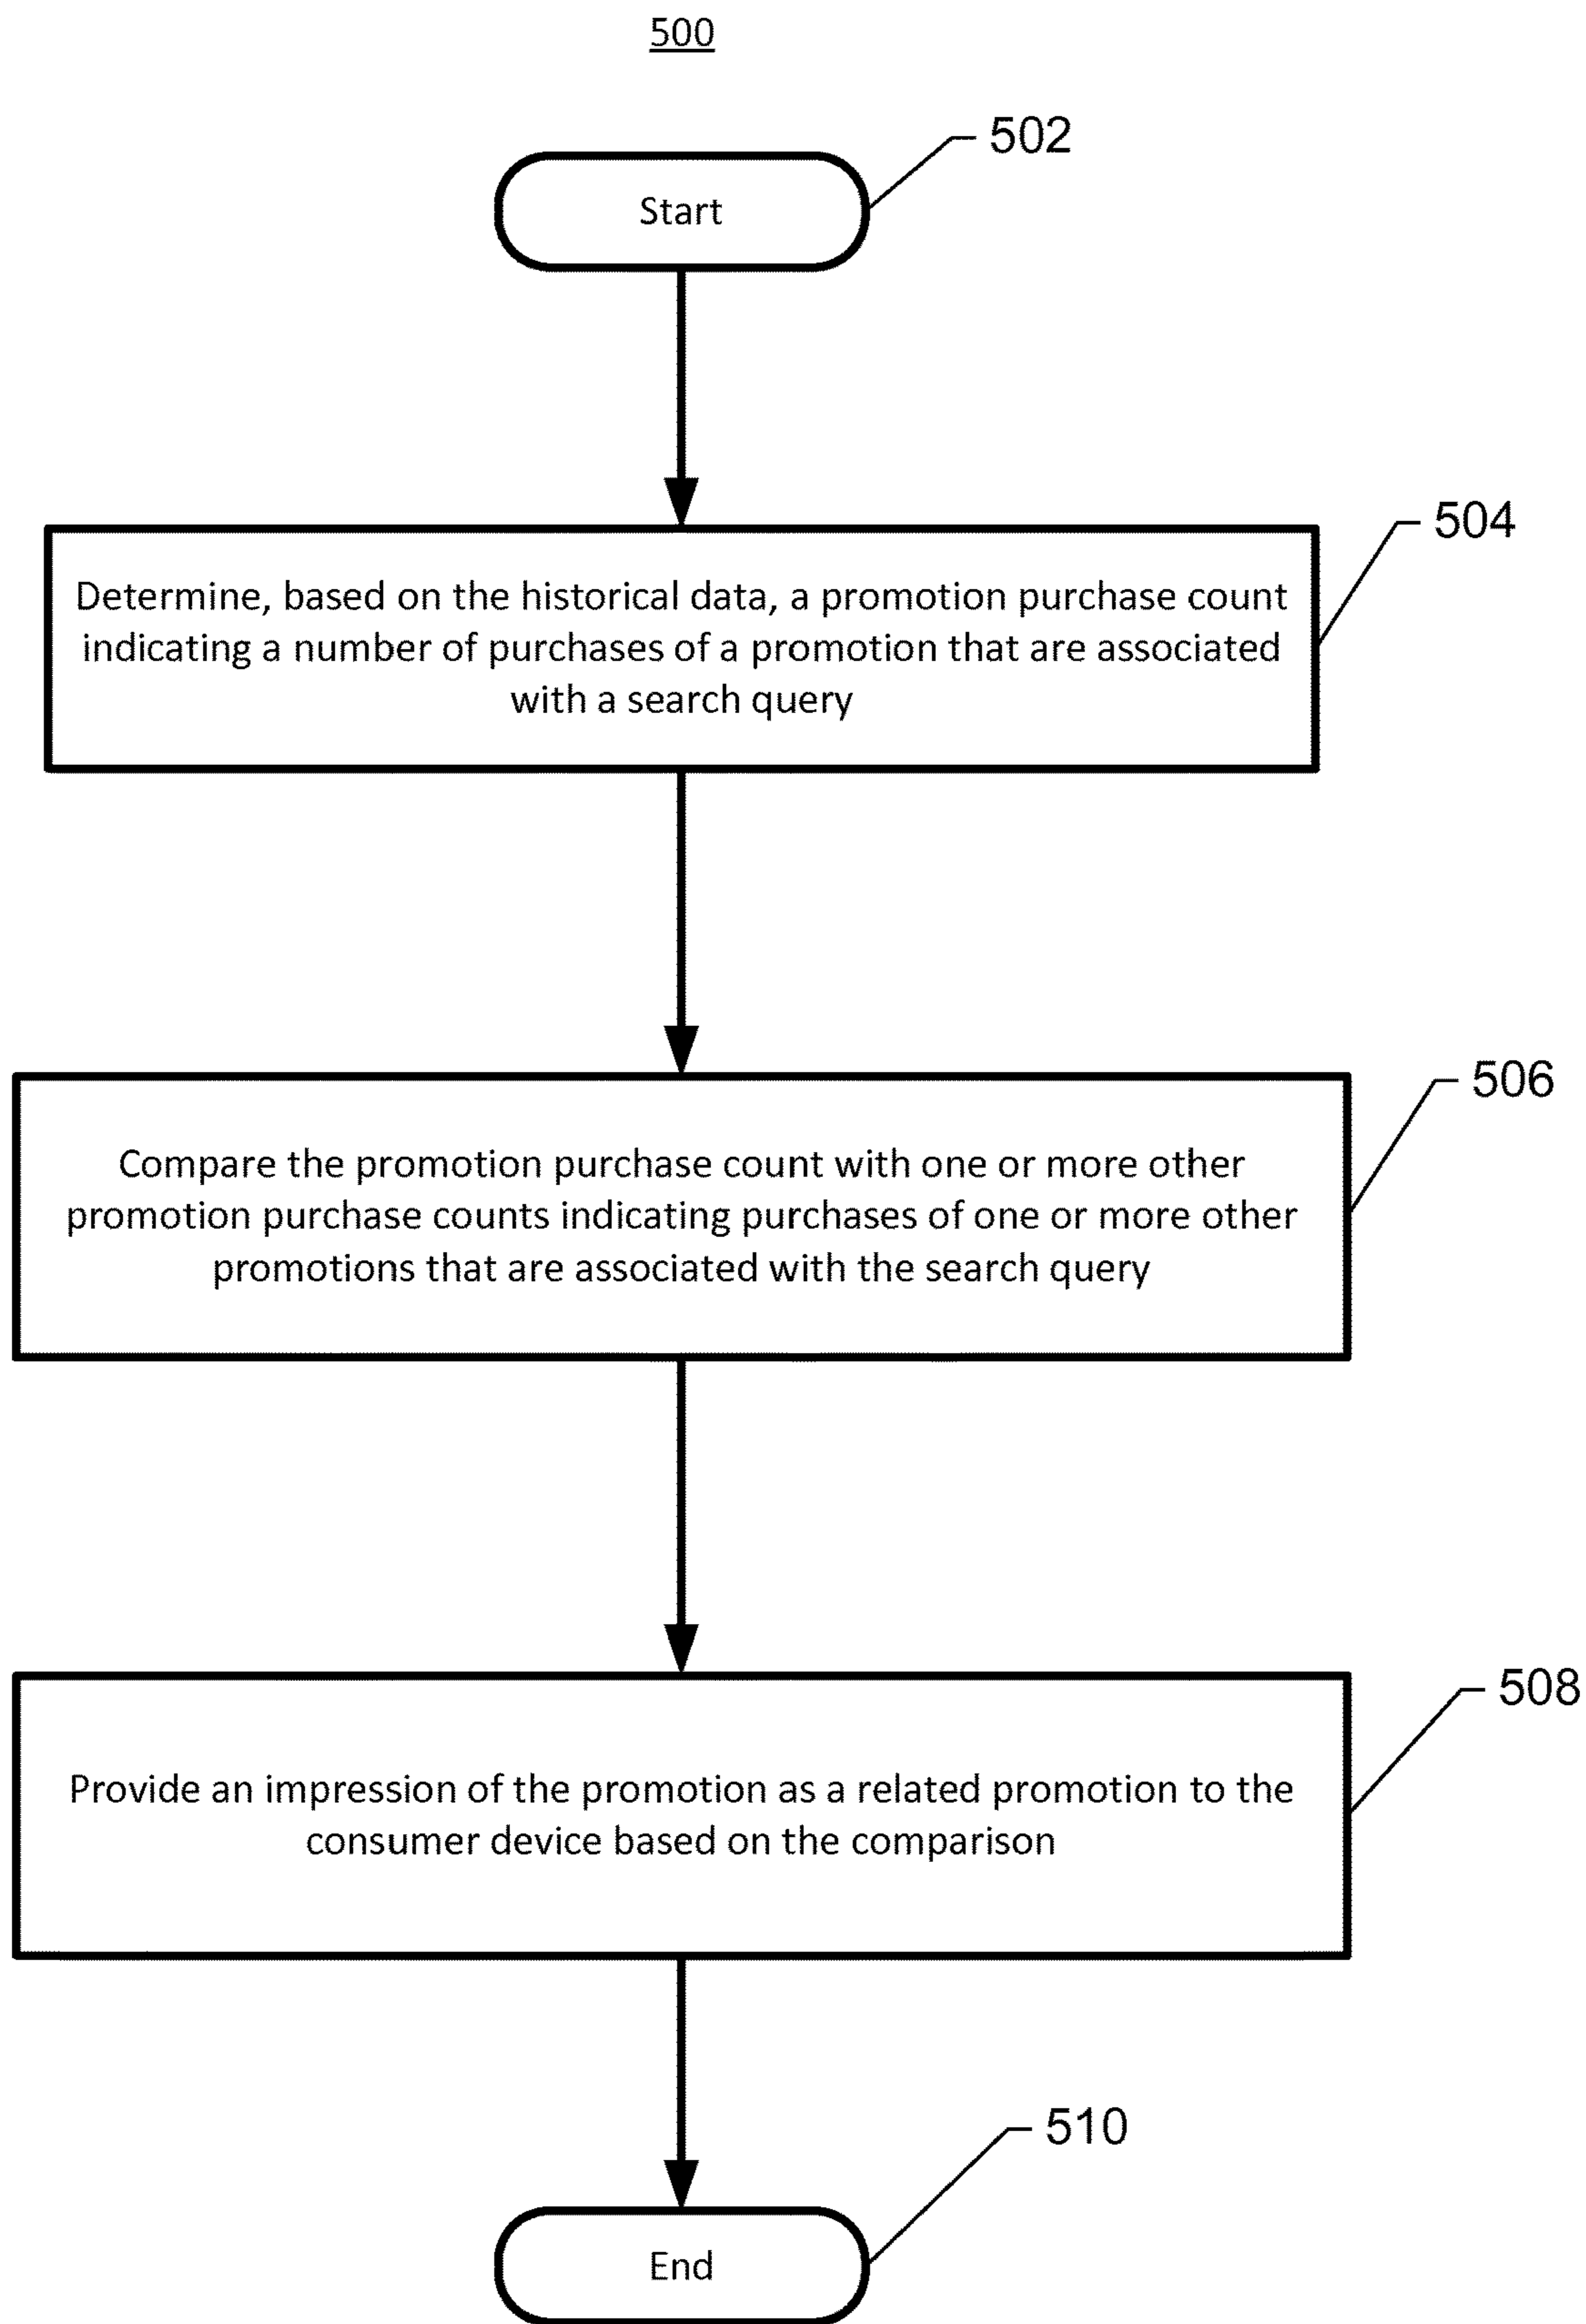 500
502
Start
504
Determine, based on the historical data, a promotion purchase count
indicating a number of purchases of a promotion that are associated
with a search query
506
Compare the promotion purchase count with one or more other
promotion purchase counts indicating purchases of one or more other
promotions that are associated with the search query
508
Provide an impression of the promotion as a related promotion to the
consumer device based on the comparison
510
End